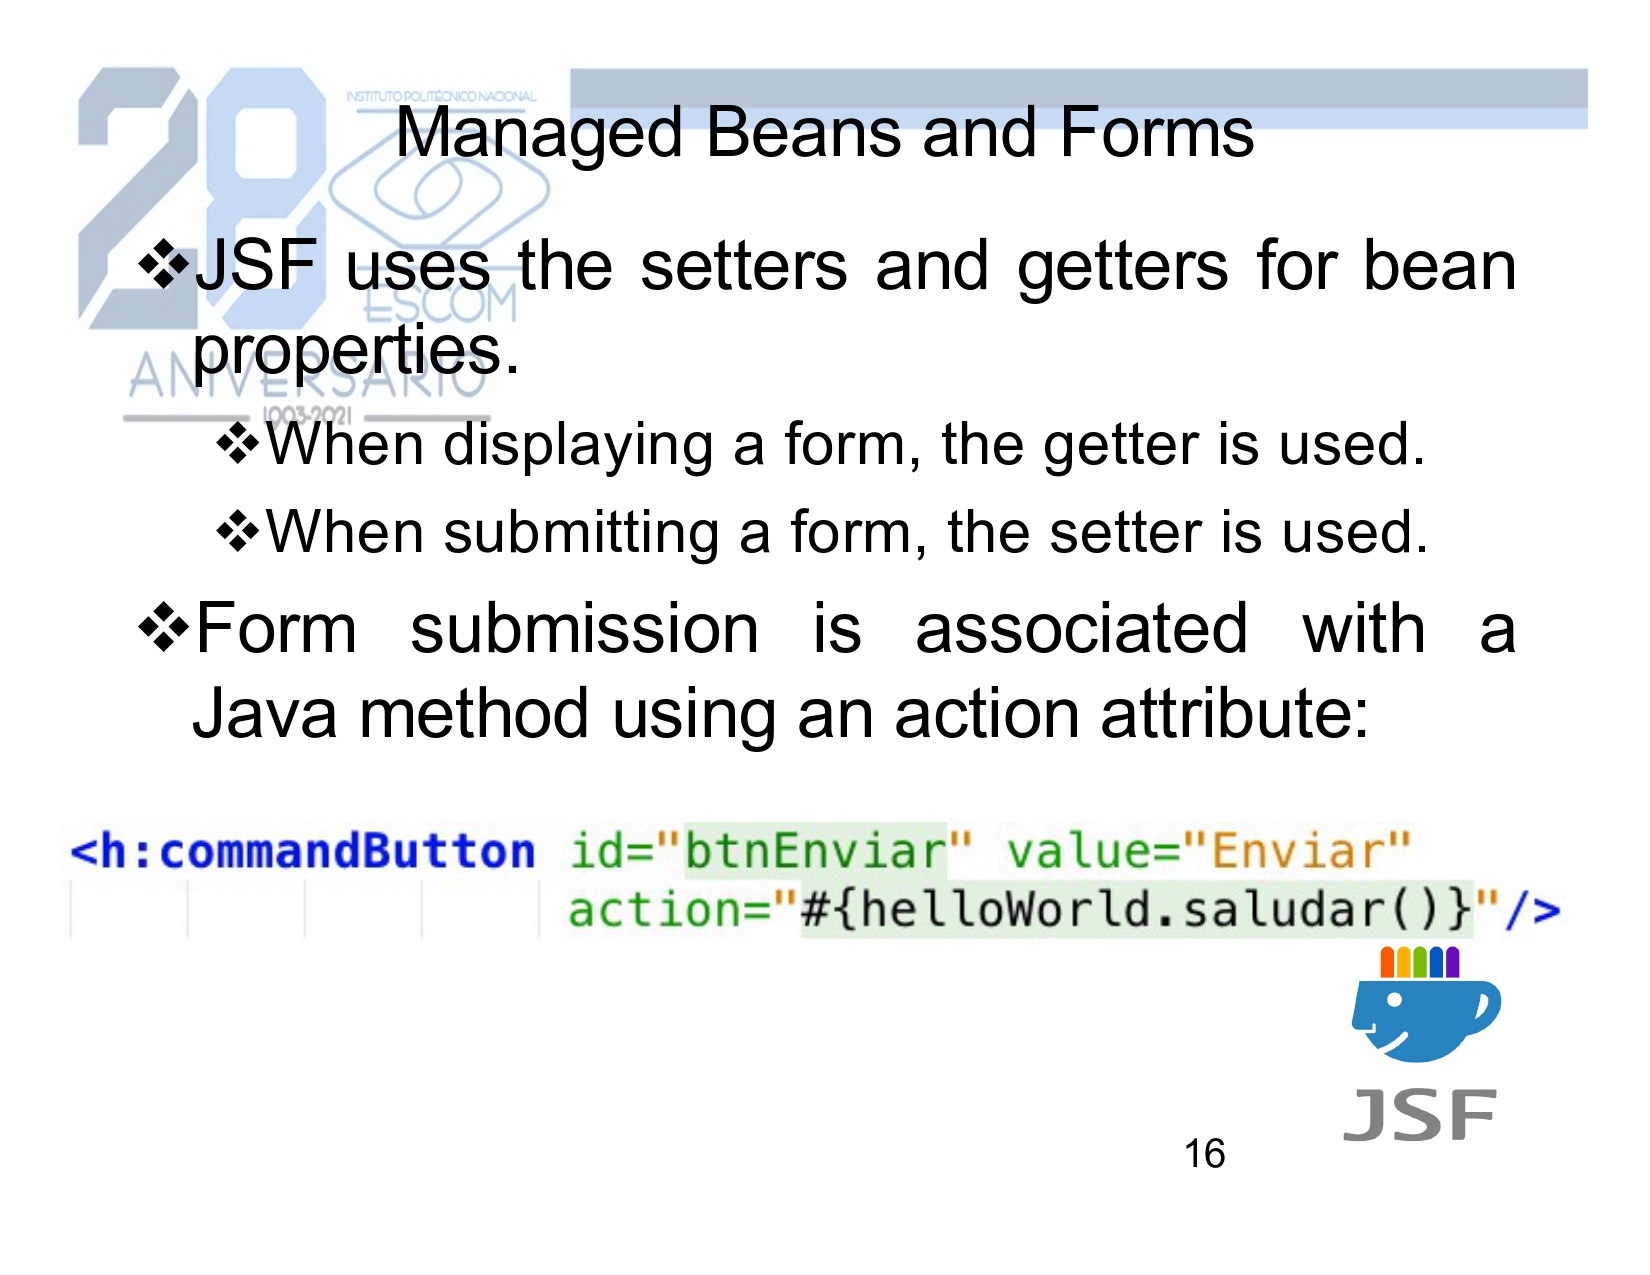 INSTITUTO POLITÉCNICO NACIONAL
Managed Beans and Forms
28
❖JSF uses the setters and getters for bean
ESCOM
properties.
ANIVERSARIO
1993-2021
❖When displaying a form, the getter is used.
❖When submitting a form, the setter is used.
❖Form submission is associated with a
Java method using an action attribute:
<h:commandButton id="btnEnviar" value="Enviar"
action="#{helloWorld.saludar()}"/>
JSF
16